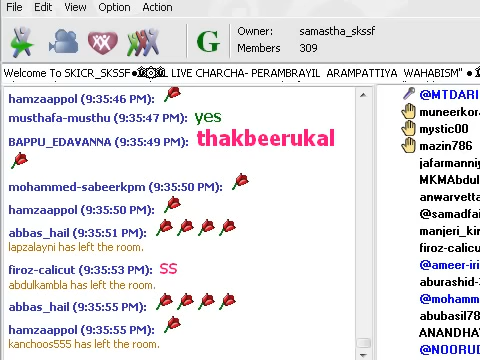 File Edit View Option Action
G
Owner: samastha_skssf
Members 309
Welcome To SKICR_SKSSF LIVE CHARCHA- PERAMBRAYIL ARAMPATTIYA WAHABISM"
hamzaappol (9:35:46 PM):
musthafa-musthu (9:35:47 PM): yes
BAPPU_EDAVANNA (9:35:49 PM): thakbeerukal
mohammed-sabeerkpm (9:35:50 PM):
hamzaappol (9:35:50 PM):
abbas_hail (9:35:51 PM):
lapzalayni has left the room.
firoz-calicut (9:35:53 PM): ss
abdulkambla has left the room.
abbas_hail (9:35:55 PM):
hamzaappol (9:35:55 PM):
kanchoos555 has left the room.
@MTDARI
muneerkor
mystic00
mazin786
jafarmanniy
MKMAbdul
anwarvetta
@samadfai
manjeri_kir
firoz-calicu
@ameer-iri
aburashid-
@mohamm
abubasil78
ANANDHA
@NOORUD